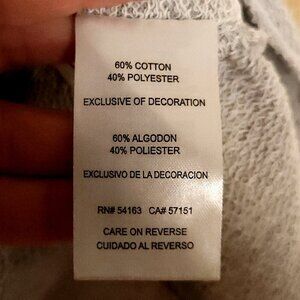 60% COTTON
40% POLYESTER
EXCLUSIVE OF DECORATION
60% ALGODON
40% POLIESTER
EXCLUSIVO DE LA DECORACION
RN# 54163 CA# 57151
CARE ON REVERSE
CUIDADO AL REVERSO